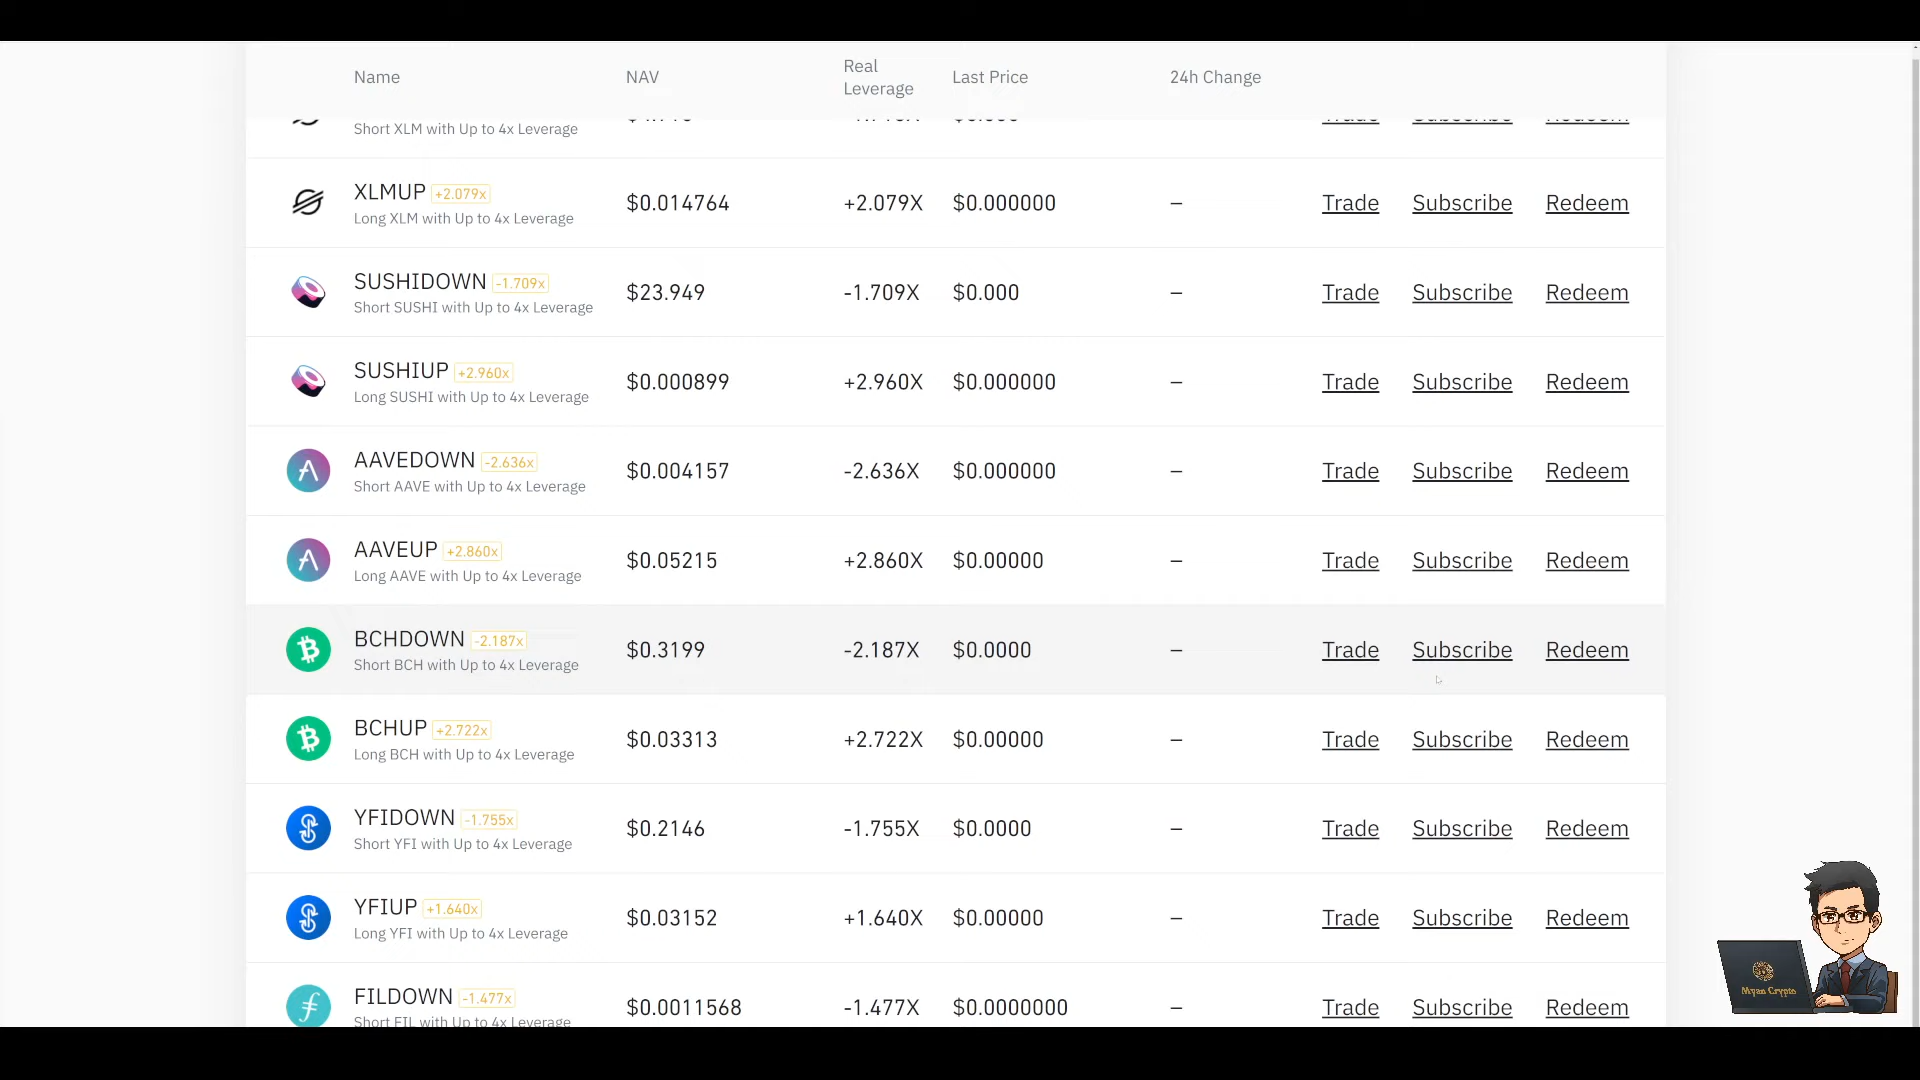 Name NAV Real Leverage Last Price 24h Change
Short XLM with Up to 4x Leverage Trade Subscribe Redeem
XLMUP +2.079x $0.014764 +2.079X $0.000000 – Trade Subscribe Redeem
Long XLM with Up to 4x Leverage
SUSHIDOWN -1.709x $23.949 -1.709X $0.000 – Trade Subscribe Redeem
Short SUSHI with Up to 4x Leverage
SUSHIUP +2.960x $0.000899 +2.960X $0.000000 – Trade Subscribe Redeem
Long SUSHI with Up to 4x Leverage
AAVEDOWN -2.636x $0.004157 -2.636X $0.000000 – Trade Subscribe Redeem
Short AAVE with Up to 4x Leverage
AAVEUP +2.860x $0.05215 +2.860X $0.00000 – Trade Subscribe Redeem
Long AAVE with Up to 4x Leverage
BCHDOWN -2.187x $0.3199 -2.187X $0.0000 – Trade Subscribe Redeem
Short BCH with Up to 4x Leverage
BCHUP +2.722x $0.03313 +2.722X $0.00000 – Trade Subscribe Redeem
Long BCH with Up to 4x Leverage
YFIDOWN -1.755x $0.2146 -1.755X $0.0000 – Trade Subscribe Redeem
Short YFI with Up to 4x Leverage
YFIUP +1.640x $0.03152 +1.640X $0.00000 – Trade Subscribe Redeem
Long YFI with Up to 4x Leverage
FILDOWN -1.477x $0.0011568 -1.477X $0.0000000 – Trade Subscribe Redeem
Short FIL with Up to 4x Leverage
Myan Crypto